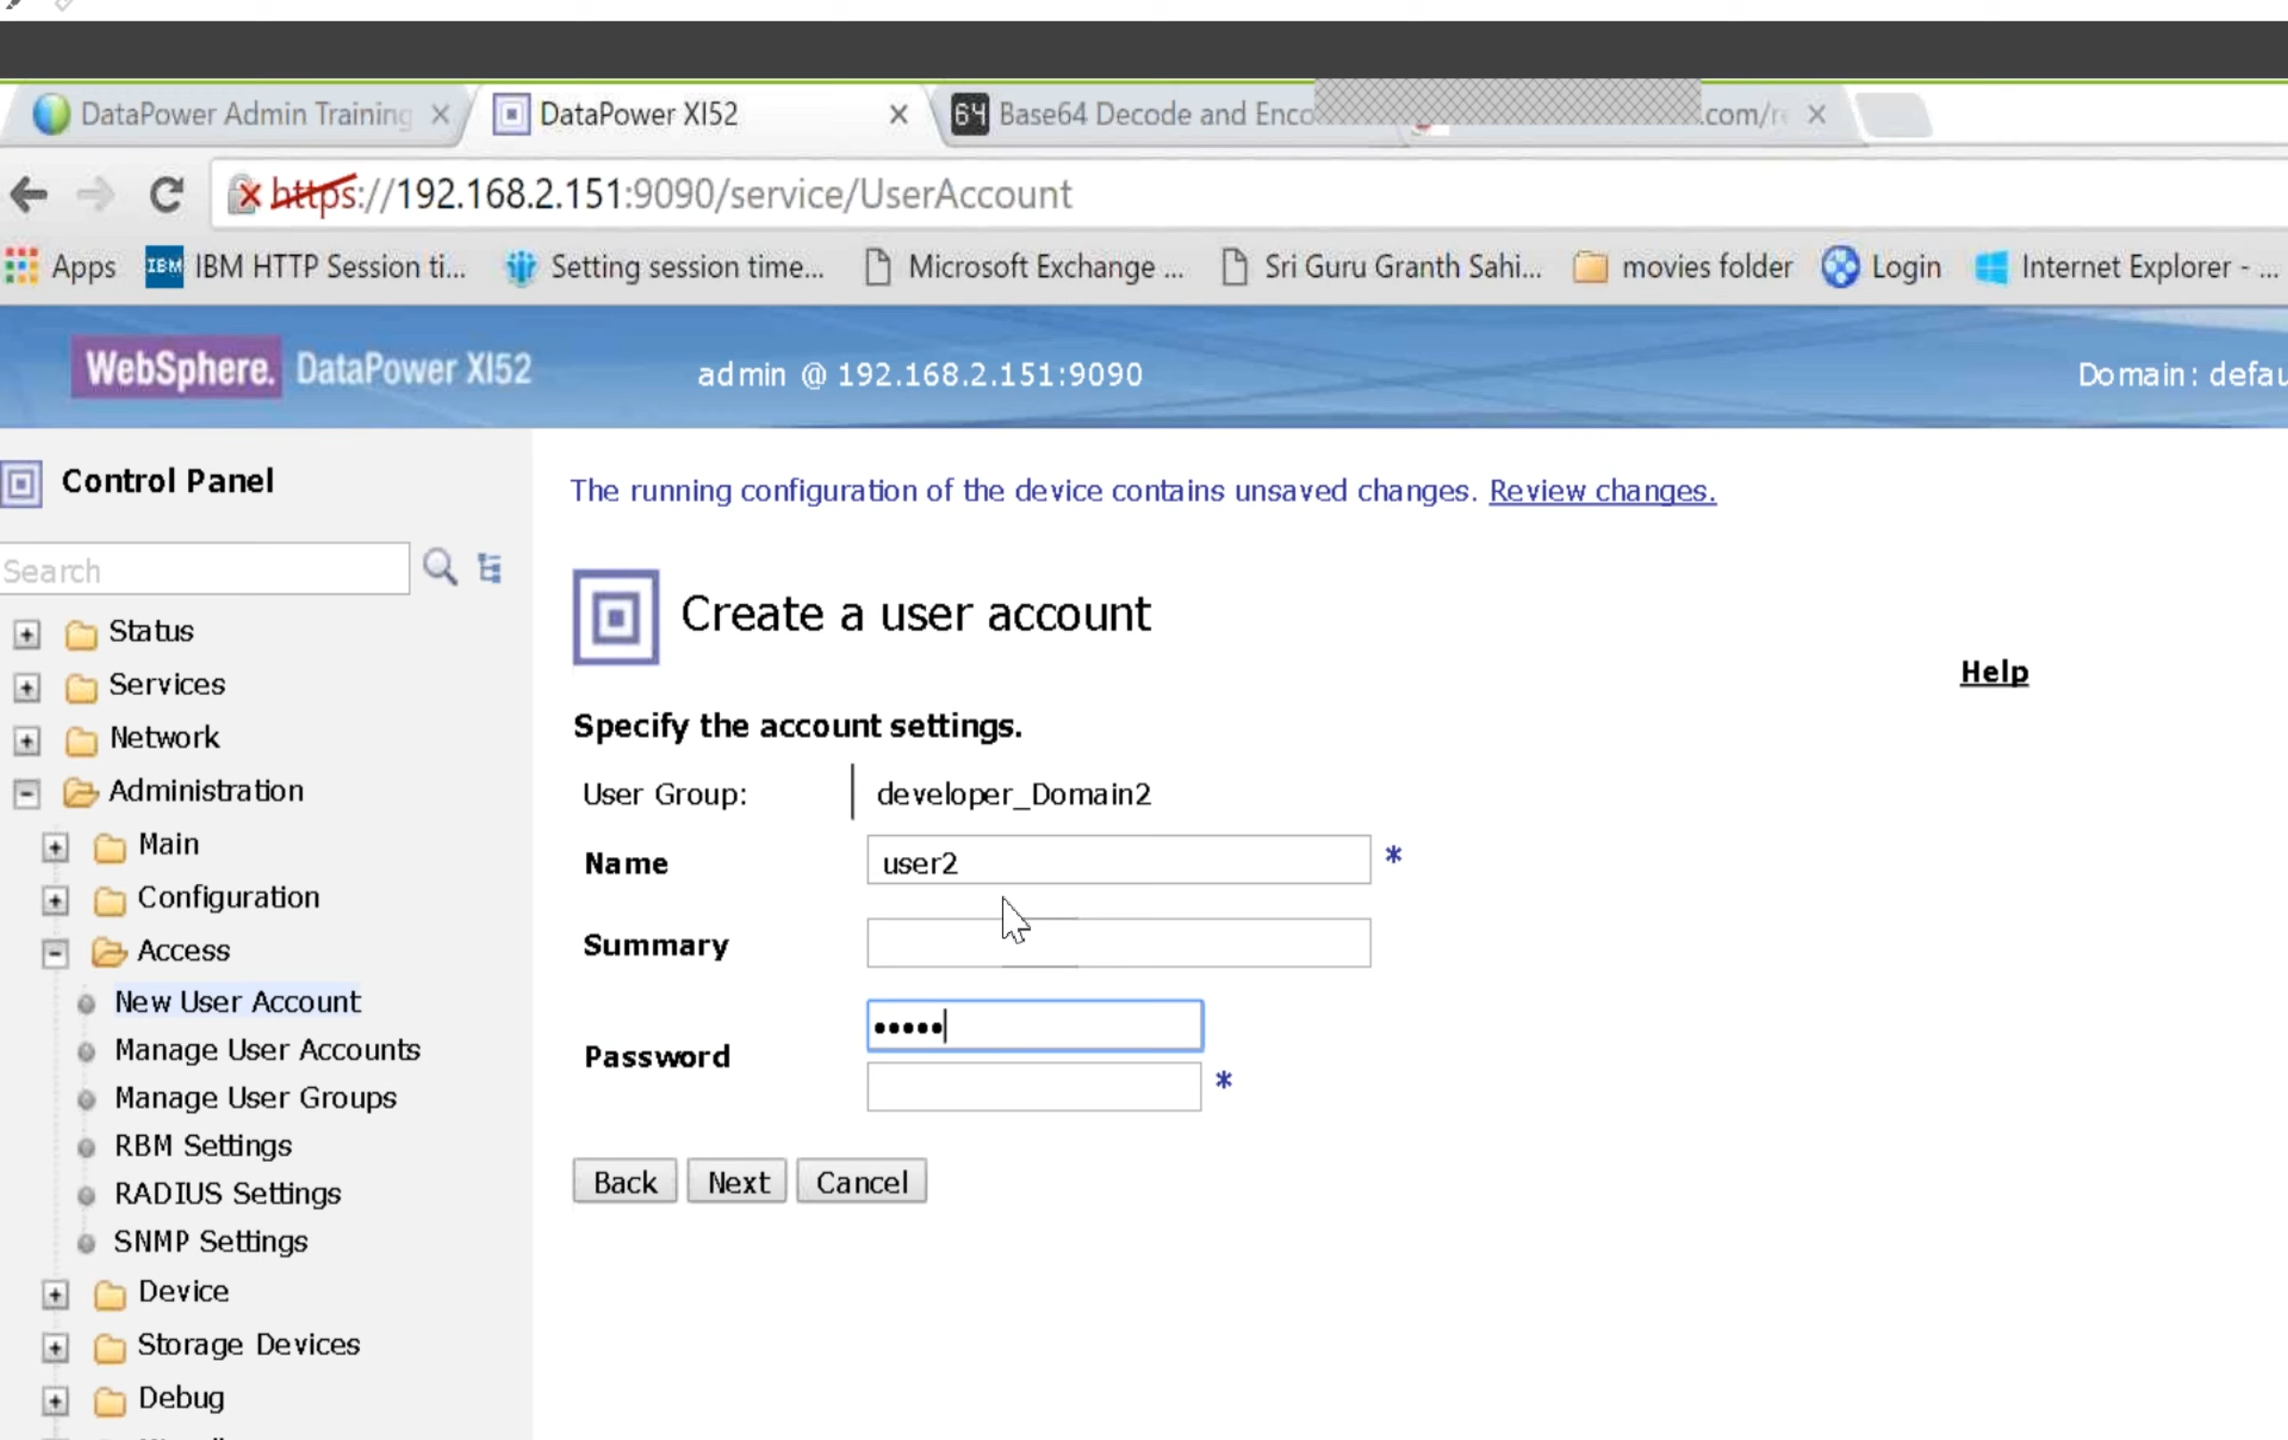 DataPower Admin Training
DataPower XI52
64 Base64 Decode and Enco
.com/r
https://192.168.2.151:9090/service/UserAccount
Apps
IBM IBM HTTP Session ti...
Setting session time...
Microsoft Exchange ...
Sri Guru Granth Sahi...
movies folder
Login
Internet Explorer - ...
WebSphere. DataPower XI52
admin @ 192.168.2.151:9090
Domain: defau
Control Panel
The running configuration of the device contains unsaved changes. Review changes.
Search
Create a user account
Help
Status
Services
Network
Administration
Main
Configuration
Access
New User Account
Manage User Accounts
Manage User Groups
RBM Settings
RADIUS Settings
SNMP Settings
Device
Storage Devices
Debug
Specify the account settings.
User Group: developer_Domain2
Name user2 *
Summary
Password •••••
*
Back Next Cancel